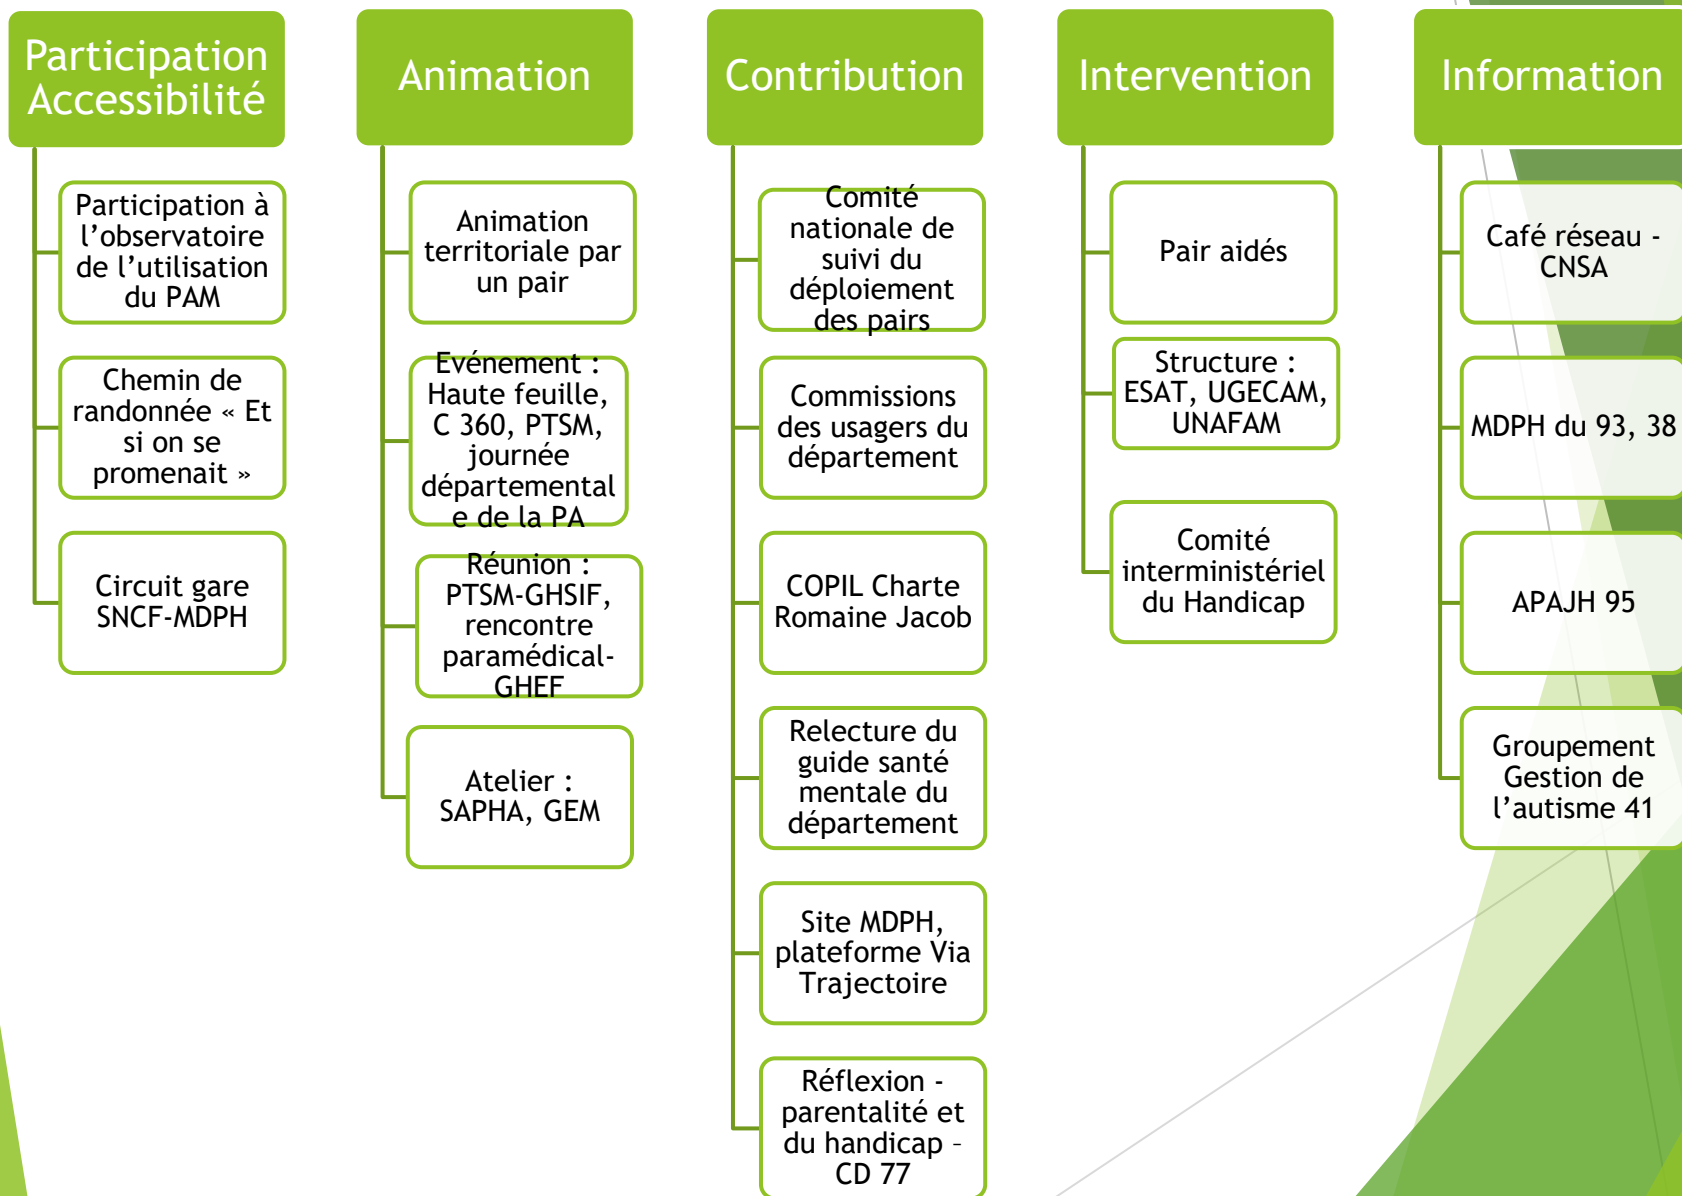 Participation
Accessibilité
Participation à
l’observatoire
de l’utilisation
du PAM
Chemin de
randonnée « Et
si on se
promenait »
Circuit gare
SNCF-MDPH
Animation
Animation
territoriale par
un pair
Evénement :
Haute feuille,
C 360, PTSM,
journée
départemental
e de la PA
Réunion :
PTSM-GHSIF,
rencontre
paramédical-
GHEF
Atelier :
SAPHA, GEM
Contribution
Comité
nationale de
suivi du
déploiement
des pairs
Commissions
des usagers du
département
COPIL Charte
Romaine Jacob
Relecture du
guide santé
mentale du
département
Site MDPH,
plateforme Via
Trajectoire
Réflexion -
parentalité et
du handicap –
CD 77
Intervention
Pair aidés
Structure :
ESAT, UGECAM,
UNAFAM
Comité
interministériel
du Handicap
Information
Café réseau -
CNSA
MDPH du 93, 38
APAJH 95
Groupement
Gestion de
l’autisme 41